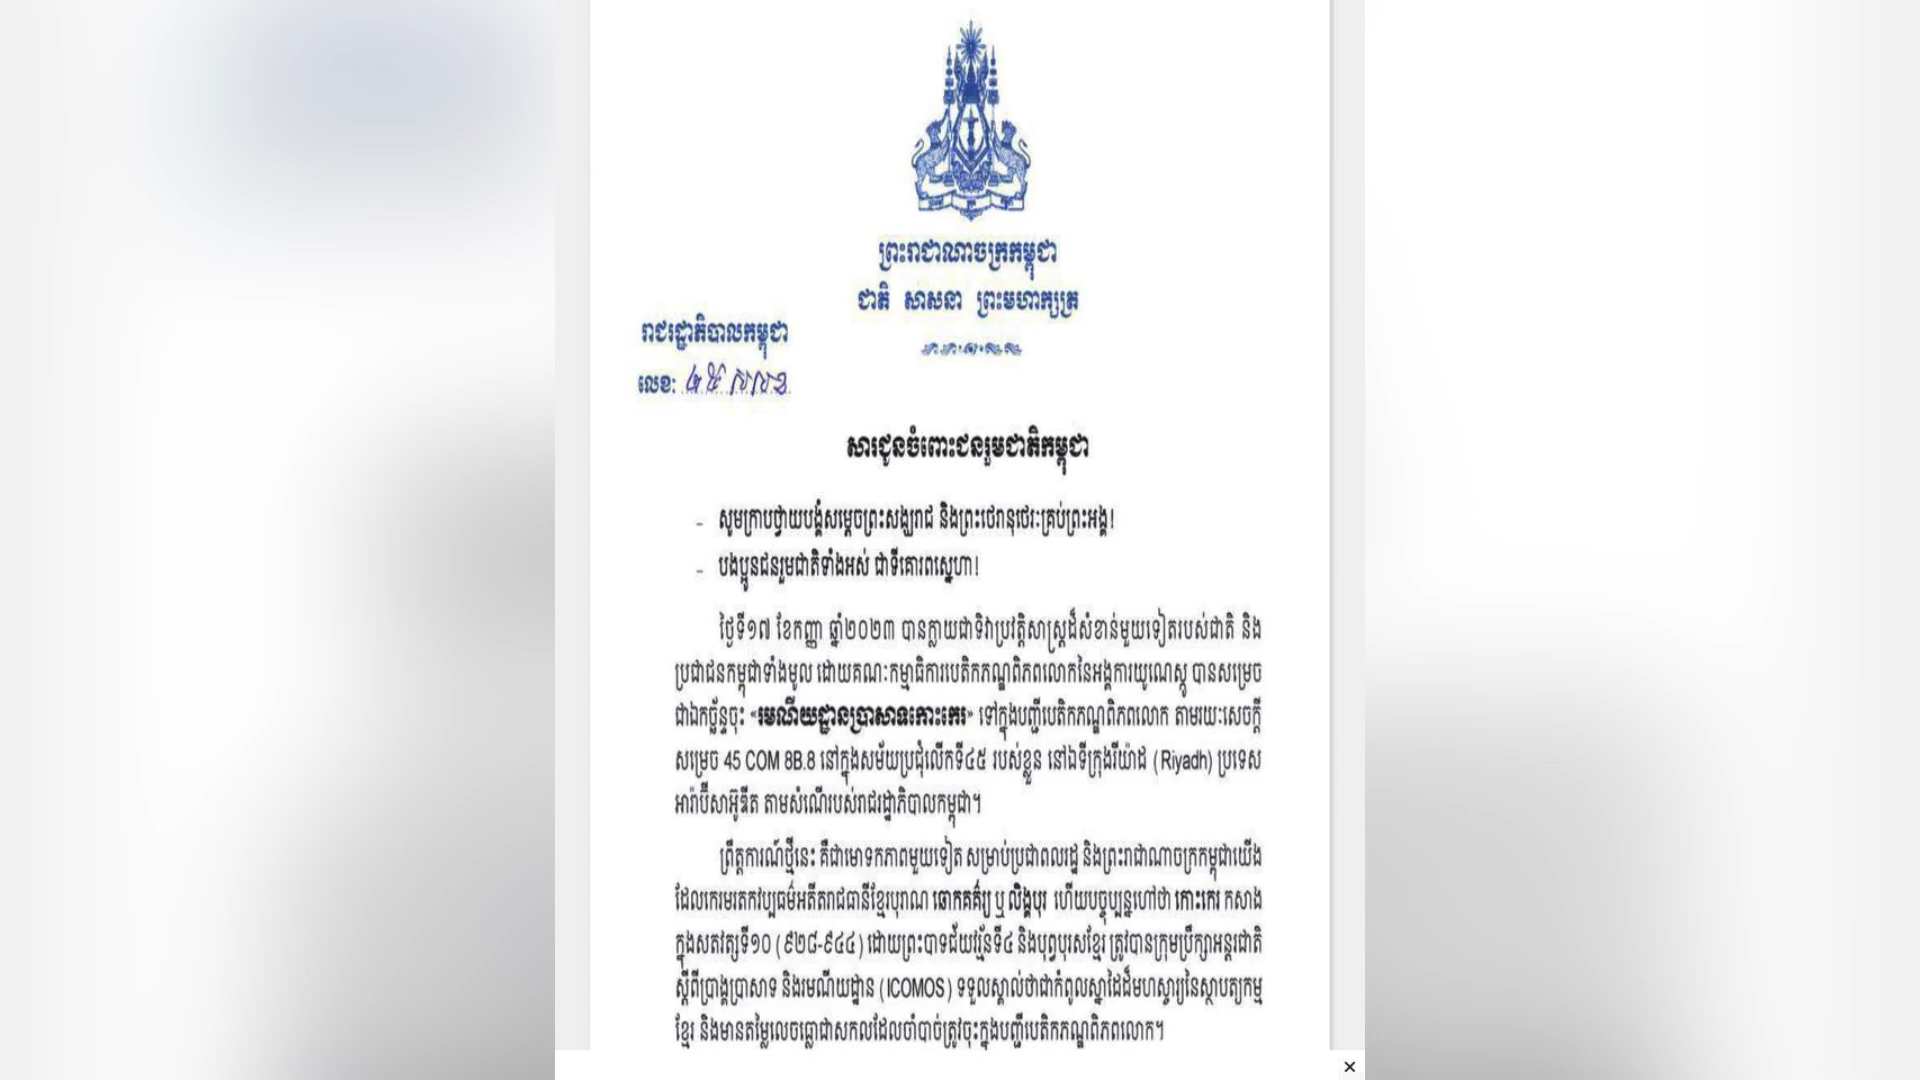 ព្រះរាជាណាចក្រកម្ពុជា
ជាតិ សាសនា ព្រះមហាក្សត្រ
រាជរដ្ឋាភិបាលកម្ពុជា
លេខ: ២៥ សលខ
សារជូនចំពោះជនរួមជាតិកម្ពុជា
- សូមក្រាបថ្វាយបង្គំសម្តេចព្រះសង្ឃរាជ និងព្រះថេរានុថេរៈគ្រប់ព្រះអង្គ!
- បងប្អូនជនរួមជាតិទាំងអស់ ជាទីគោរពស្នេហា!
ថ្ងៃទី១៧ ខែកញ្ញា ឆ្នាំ២០២៣ បានក្លាយជាទិវាប្រវត្តិសាស្ត្រដ៏សំខាន់មួយទៀតរបស់ជាតិ និង
ប្រជាជនកម្ពុជាទាំងមូល ដោយគណៈកម្មាធិការបេតិកភណ្ឌពិភពលោកនៃអង្គការយូណេស្កូ បានសម្រេច
ជាឯកច្ឆ័ន្ទចុះ «រមណីយដ្ឋានប្រាសាទកោះកេរ» ទៅក្នុងបញ្ជីបេតិកភណ្ឌពិភពលោក តាមរយៈសេចក្តី
សម្រេច 45 COM 8B.8 នៅក្នុងសម័យប្រជុំលើកទី៤៥ របស់ខ្លួន នៅឯទីក្រុងរីយ៉ាដ (Riyadh) ប្រទេស
អារ៉ាប៊ីសាអ៊ូឌីត តាមសំណើរបស់រាជរដ្ឋាភិបាលកម្ពុជា។
ព្រឹត្តការណ៍ថ្មីនេះ គឺជាមោទកភាពមួយទៀត សម្រាប់ប្រជាពលរដ្ឋ និងព្រះរាជាណាចក្រកម្ពុជាយើង
ដែលកេរមរតកវប្បធម៌អតីតរាជធានីខ្មែរបុរាណ ឆោកគគ៌្យ ឬ លិង្គបុរ ហើយបច្ចុប្បន្នហៅថា កោះកេរ កសាង
ក្នុងសតវត្សទី១០ (៩២៨-៩៤៤) ដោយព្រះបាទជ័យវរ្ម័នទី៤ និងបុព្វបុរសខ្មែរ ត្រូវបានក្រុមប្រឹក្សាអន្តរជាតិ
ស្តីពីប្រាង្គប្រាសាទ និងរមណីយដ្ឋាន (ICOMOS) ទទួលស្គាល់ថាជាកំពូលស្នាដៃដ៏មហស្ចារ្យនៃស្ថាបត្យកម្ម
ខ្មែរ និងមានតម្លៃលេចធ្លោជាសកលដែលចាំបាច់ត្រូវចុះក្នុងបញ្ជីបេតិកភណ្ឌពិភពលោក។